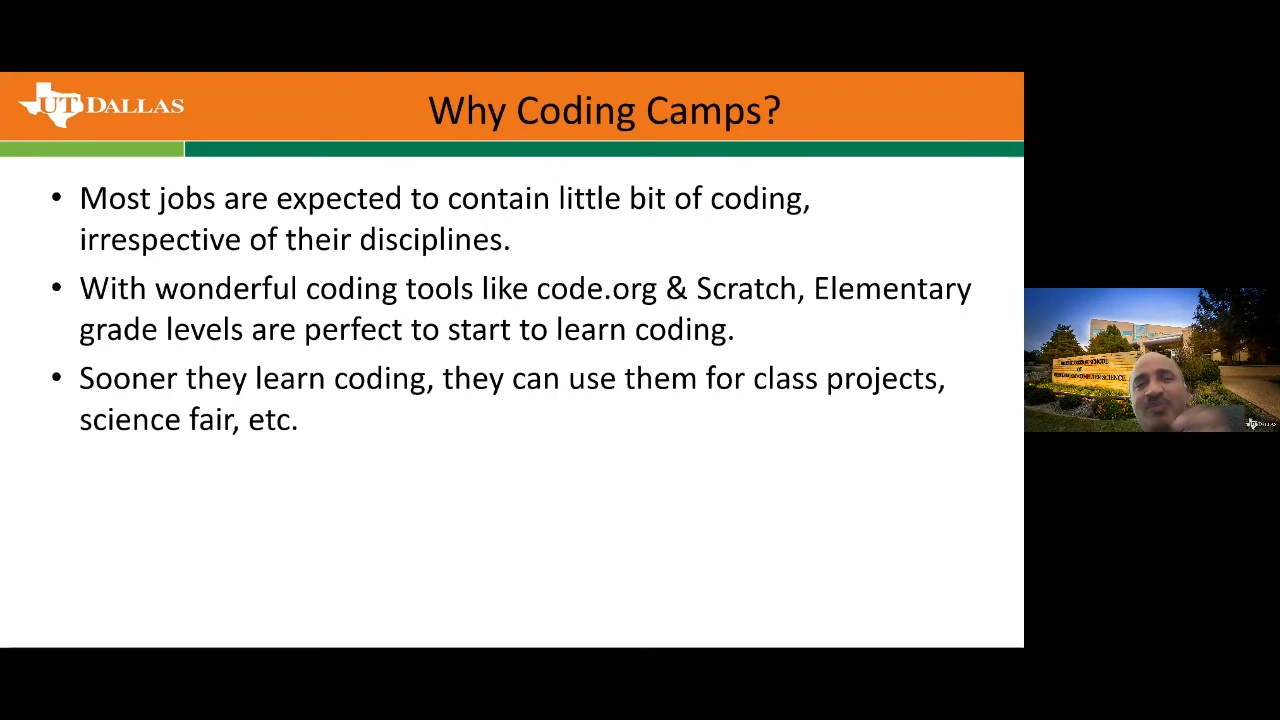 UT DALLAS
Why Coding Camps?
• Most jobs are expected to contain little bit of coding,
irrespective of their disciplines.
• With wonderful coding tools like code.org & Scratch, Elementary
grade levels are perfect to start to learn coding.
• Sooner they learn coding, they can use them for class projects,
science fair, etc.